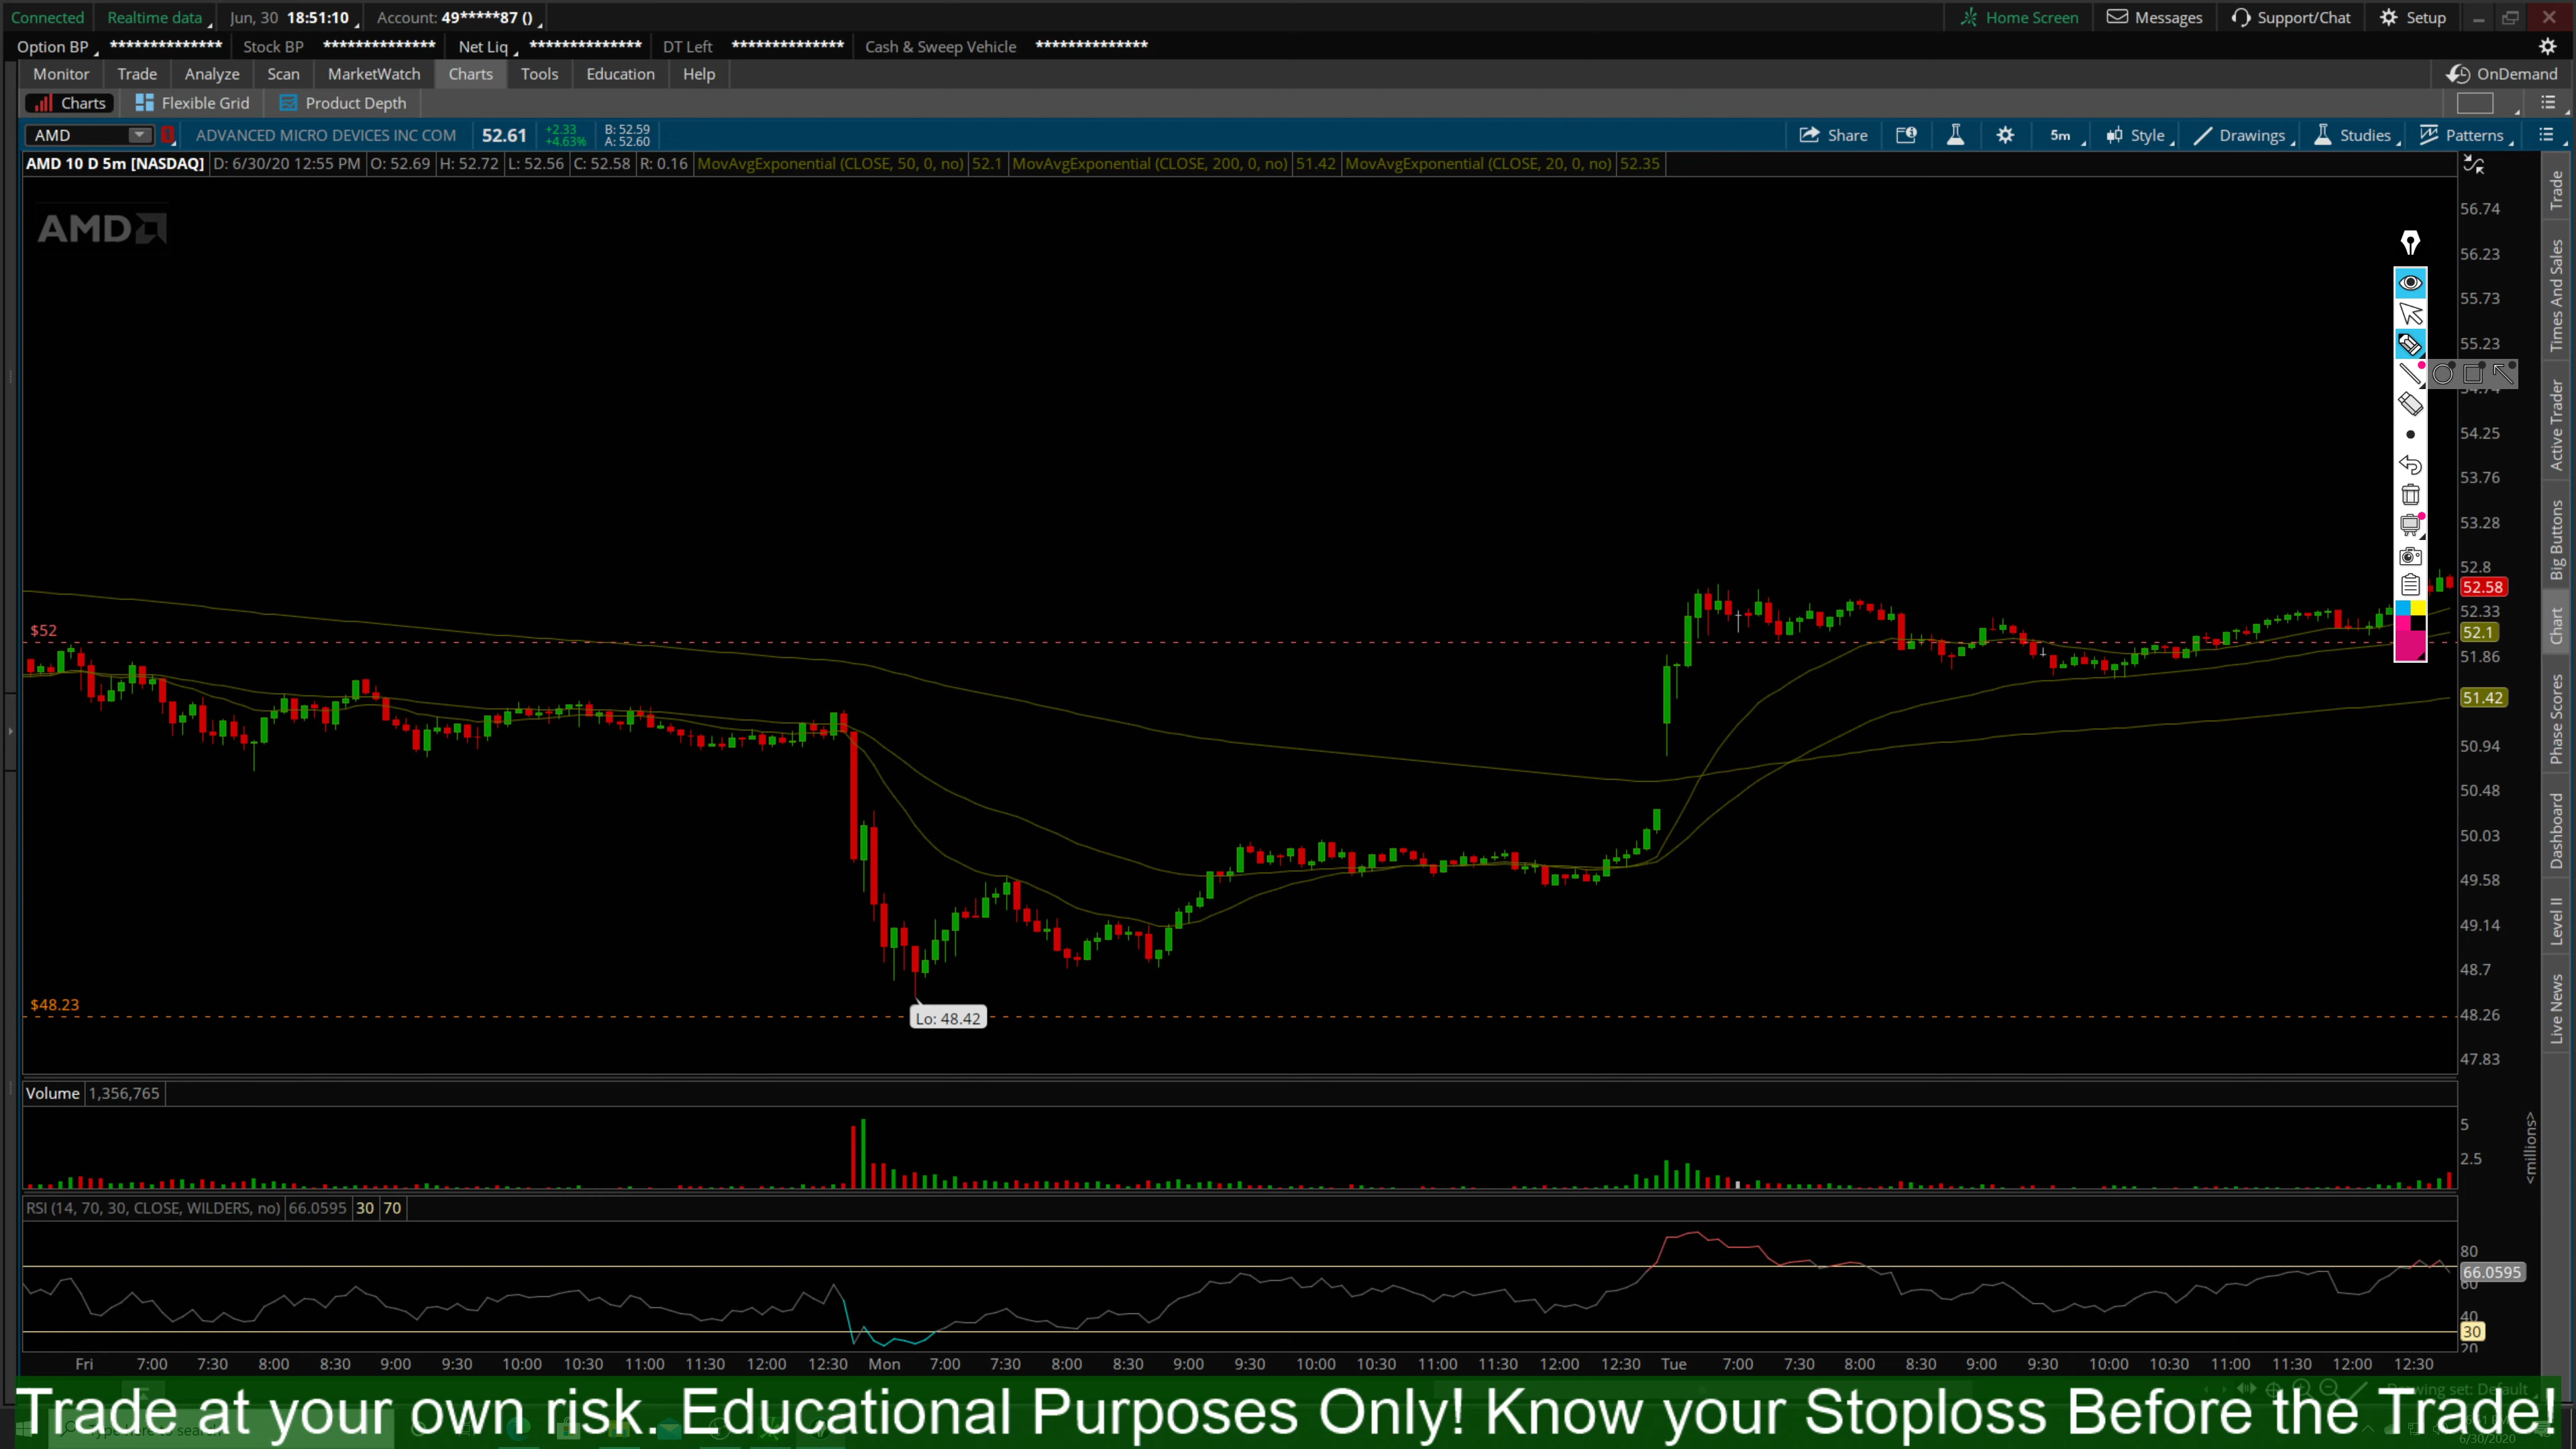 Connected Realtime data Jun, 30 18:51:10 Account: 49*****87 () Home Screen Messages Support/Chat Setup
Option BP ************** Stock BP ************** Net Liq ************** DT Left ************** Cash & Sweep Vehicle **************
Monitor Trade Analyze Scan MarketWatch Charts Tools Education Help OnDemand
Charts Flexible Grid Product Depth
AMD ADVANCED MICRO DEVICES INC COM 52.61 +2.33 +4.63% B: 52.59 A: 52.60 Share 5m Style Drawings Studies Patterns
AMD 10 D 5m [NASDAQ] D: 6/30/20 12:55 PM O: 52.69 H: 52.72 L: 52.56 C: 52.58 R: 0.16 MovAvgExponential (CLOSE, 50, 0, no) 52.1 MovAvgExponential (CLOSE, 200, 0, no) 51.42 MovAvgExponential (CLOSE, 20, 0, no) 52.35
AMD
56.74
56.23
55.73
55.23
54.25
53.76
53.28
52.8
52.58
52.33
$52
52.1
51.86
51.42
50.94
50.48
50.03
49.58
49.14
48.7
$48.23
Lo: 48.42
48.26
47.83
Trade
Times And Sales
Active Trader
Big Buttons
Chart
Phase Scores
Dashboard
Level II
Live News
Volume 1,356,765
5
2.5
<millions>
RSI (14, 70, 30, CLOSE, WILDERS, no) 66.0595 30 70
80
66.0595
40
30
20
Fri 7:00 7:30 8:00 8:30 9:00 9:30 10:00 10:30 11:00 11:30 12:00 12:30 Mon 7:00 7:30 8:00 8:30 9:00 9:30 10:00 10:30 11:00 11:30 12:00 12:30 Tue 7:00 7:30 8:00 8:30 9:00 9:30 10:00 10:30 11:00 11:30 12:00 12:30
Drawing set: Default
Trade at your own risk. Educational Purposes Only! Know your Stoploss Before the Trade!
6/30/2020